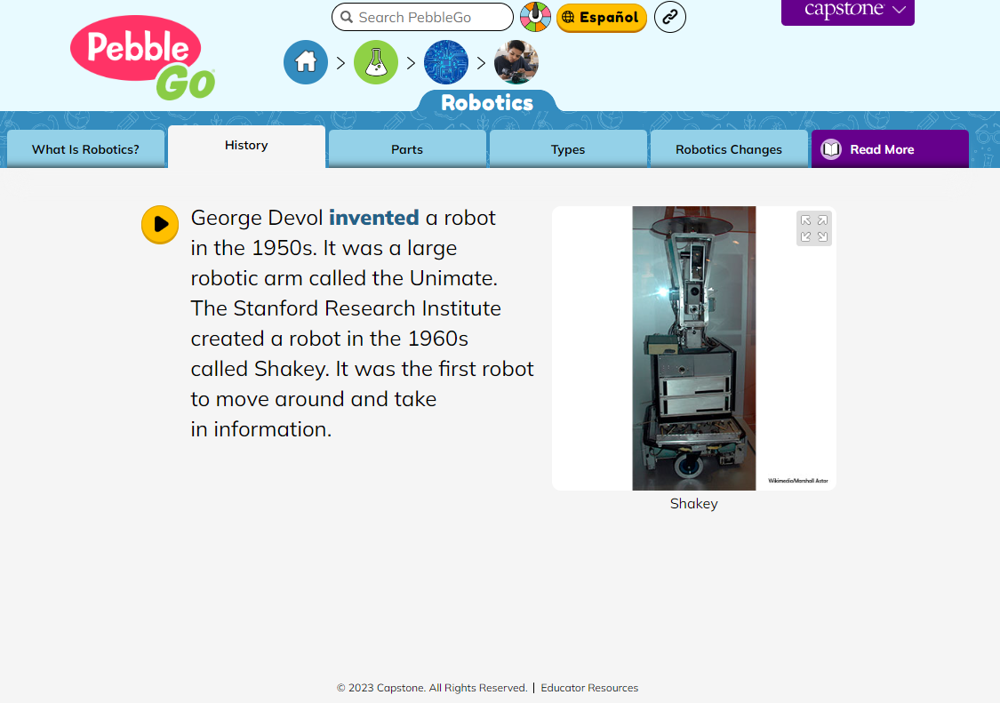 capstone
Search PebbleGo
Español
Pebble
Go
Robotics
What Is Robotics?
History
Parts
Types
Robotics Changes
Read More
George Devol invented a robot
in the 1950s. It was a large
robotic arm called the Unimate.
The Stanford Research Institute
created a robot in the 1960s
called Shakey. It was the first robot
to move around and take
in information.
Wikimedia/Marshall Astor
Shakey
© 2023 Capstone. All Rights Reserved. | Educator Resources